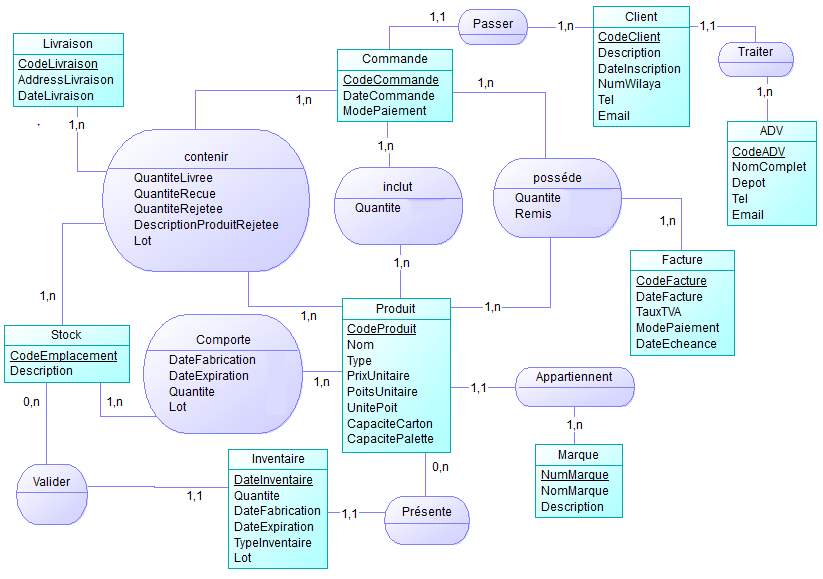 Livraison
CodeLivraison
AddressLivraison
DateLivraison
1,n
contenir
QuantiteLivree
QuantiteRecue
QuantiteRejetee
DescriptionProduitRejetee
Lot
1,n
1,n
1,n
Commande
CodeCommande
DateCommande
ModePaiement
1,1
Passer
1,n
Client
CodeClient
Description
DateInscription
NumWilaya
Tel
Email
1,1
Traiter
1,n
ADV
CodeADV
NomComplet
Depot
Tel
Email
1,n
inclut
Quantite
1,n
1,n
posséde
Quantite
Remis
1,n
1,n
Facture
CodeFacture
DateFacture
TauxTVA
ModePaiement
DateEcheance
Stock
CodeEmplacement
Description
0,n
1,n
Comporte
DateFabrication
DateExpiration
Quantite
Lot
1,n
Produit
CodeProduit
Nom
Type
PrixUnitaire
PoitsUnitaire
UnitePoit
CapaciteCarton
CapacitePalette
1,1
Appartiennent
1,n
Marque
NumMarque
NomMarque
Description
Valider
1,1
Inventaire
DateInventaire
Quantite
DateFabrication
DateExpiration
TypeInventaire
Lot
1,1
Présente
0,n